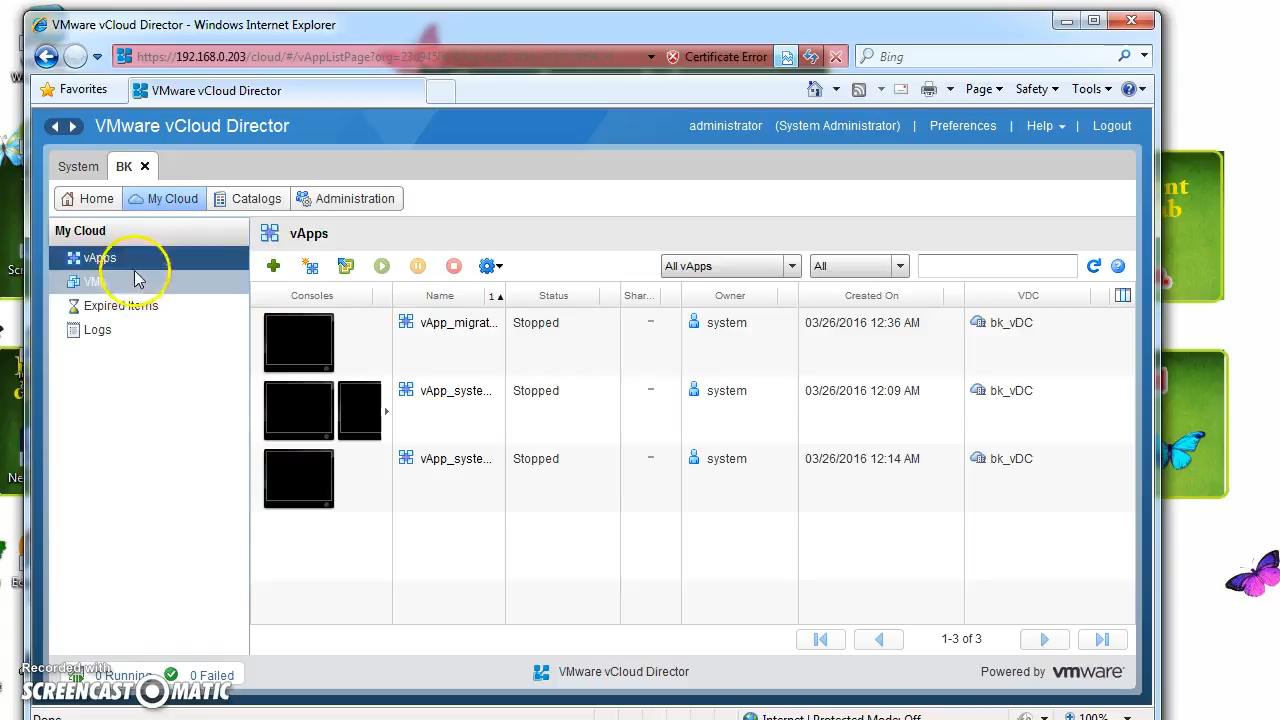 VMware vCloud Director - Windows Internet Explorer
https://192.168.0.203/cloud/#/vAppListPage?org=
Certificate Error
Bing
Favorites
VMware vCloud Director
Page
Safety
Tools
VMware vCloud Director
administrator (System Administrator) | Preferences | Help | Logout
System
BK
Home
My Cloud
Catalogs
Administration
My Cloud
vApps
Expired Items
Logs
vApps
All vApps
All
Consoles
Name
1
Status
Shar...
Owner
Created On
VDC
vApp_migrat...
Stopped
–
system
03/26/2016 12:36 AM
bk_vDC
vApp_syste...
Stopped
–
system
03/26/2016 12:09 AM
bk_vDC
vApp_syste...
Stopped
–
system
03/26/2016 12:14 AM
bk_vDC
1-3 of 3
0 Running
0 Failed
VMware vCloud Director
Powered by vmware
Recorded with
SCREENCAST-O-MATIC
Done
Internet | Protected Mode: Off
100%